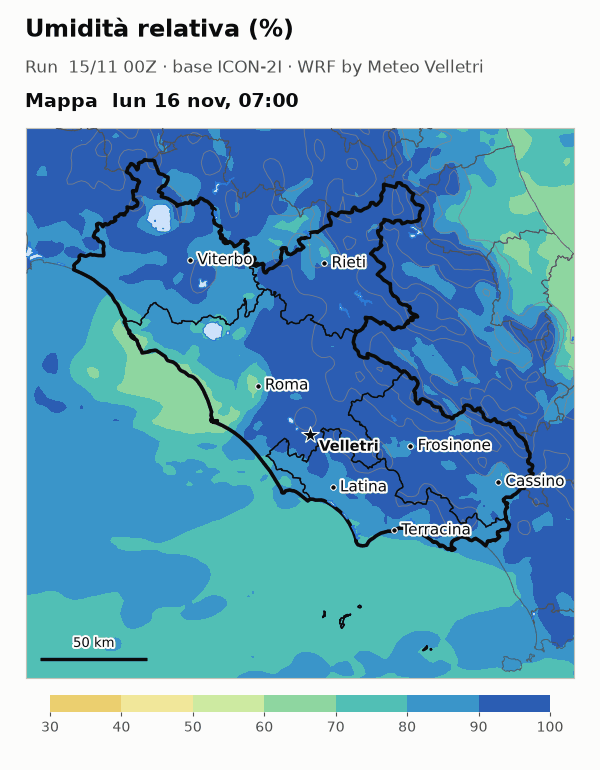 Umidità relativa (%)
Run 15/11 00Z · base ICON-2I · WRF by Meteo Velletri
Mappa lun 16 nov, 07:00
Viterbo
Rieti
Roma
Velletri
Frosinone
Cassino
Latina
Terracina
50 km
30 40 50 60 70 80 90 100